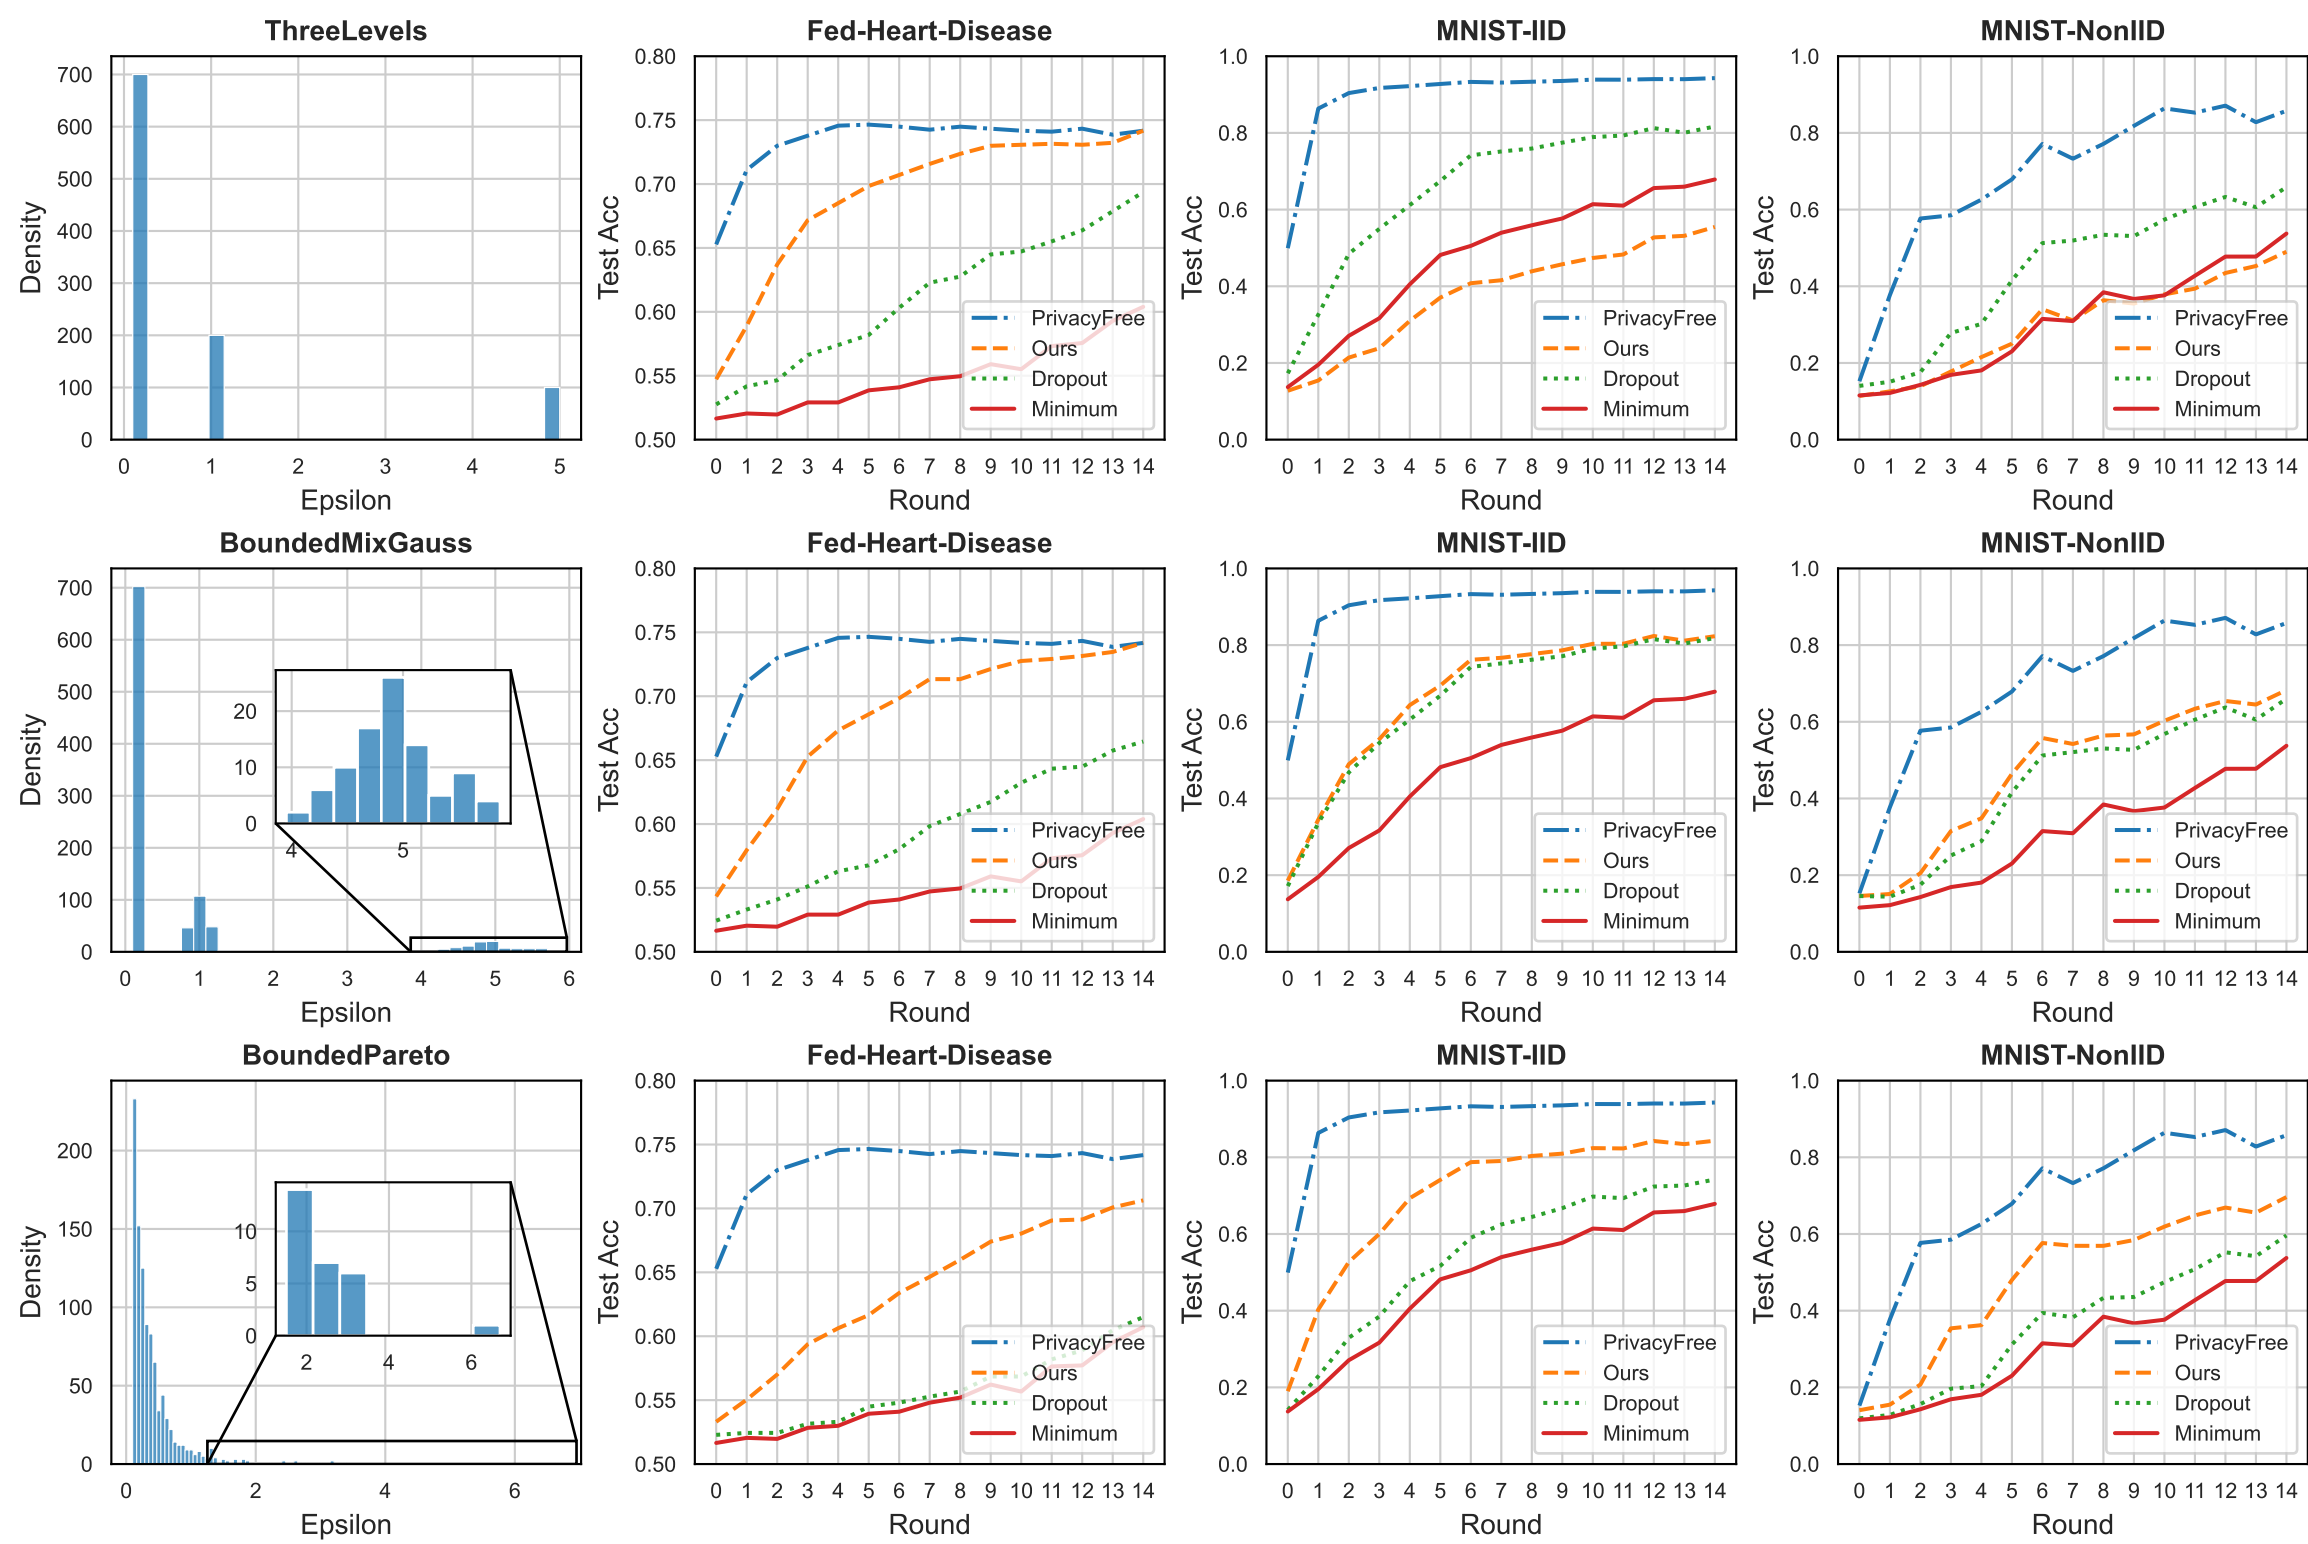 ThreeLevels
Density
700
600
500
400
300
200
100
0
0 1 2 3 4 5
Epsilon
Fed-Heart-Disease
Test Acc
0.80
0.75
0.70
0.65
0.60
0.55
0.50
PrivacyFree
Ours
Dropout
Minimum
0 1 2 3 4 5 6 7 8 9 10 11 12 13 14
Round
MNIST-IID
Test Acc
1.0
0.8
0.6
0.4
0.2
0.0
PrivacyFree
Ours
Dropout
Minimum
0 1 2 3 4 5 6 7 8 9 10 11 12 13 14
Round
MNIST-NonIID
Test Acc
1.0
0.8
0.6
0.4
0.2
0.0
PrivacyFree
Ours
Dropout
Minimum
0 1 2 3 4 5 6 7 8 9 10 11 12 13 14
Round
BoundedMixGauss
Density
700
600
500
400
300
200
100
0
20
10
0
4 5
0 1 2 3 4 5 6
Epsilon
Fed-Heart-Disease
Test Acc
0.80
0.75
0.70
0.65
0.60
0.55
0.50
PrivacyFree
Ours
Dropout
Minimum
0 1 2 3 4 5 6 7 8 9 10 11 12 13 14
Round
MNIST-IID
Test Acc
1.0
0.8
0.6
0.4
0.2
0.0
PrivacyFree
Ours
Dropout
Minimum
0 1 2 3 4 5 6 7 8 9 10 11 12 13 14
Round
MNIST-NonIID
Test Acc
1.0
0.8
0.6
0.4
0.2
0.0
PrivacyFree
Ours
Dropout
Minimum
0 1 2 3 4 5 6 7 8 9 10 11 12 13 14
Round
BoundedPareto
Density
200
150
100
50
0
10
5
0
2 4 6
0 2 4 6
Epsilon
Fed-Heart-Disease
Test Acc
0.80
0.75
0.70
0.65
0.60
0.55
0.50
PrivacyFree
Ours
Dropout
Minimum
0 1 2 3 4 5 6 7 8 9 10 11 12 13 14
Round
MNIST-IID
Test Acc
1.0
0.8
0.6
0.4
0.2
0.0
PrivacyFree
Ours
Dropout
Minimum
0 1 2 3 4 5 6 7 8 9 10 11 12 13 14
Round
MNIST-NonIID
Test Acc
1.0
0.8
0.6
0.4
0.2
0.0
PrivacyFree
Ours
Dropout
Minimum
0 1 2 3 4 5 6 7 8 9 10 11 12 13 14
Round